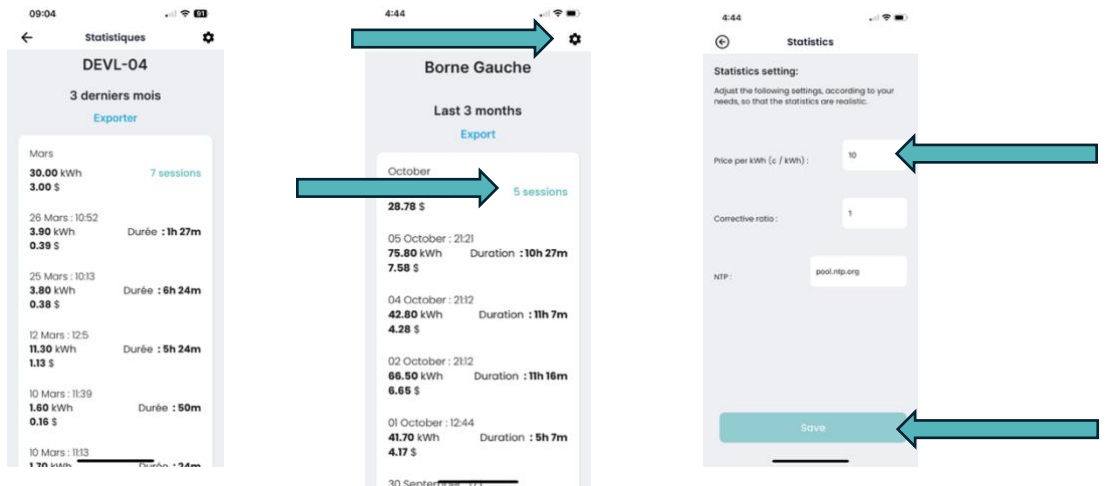 09:04
91
Statistiques
DEVL-04
3 derniers mois
Exporter
Mars
30.00 kWh 7 sessions
3.00 $
26 Mars : 10:52
3.90 kWh Durée : 1h 27m
0.39 $
25 Mars : 10:13
3.80 kWh Durée : 6h 24m
0.38 $
12 Mars : 12:5
11.30 kWh Durée : 5h 24m
1.13 $
10 Mars : 11:39
1.60 kWh Durée : 50m
0.16 $
10 Mars : 11:13
1.70 kWh Durée : 24m
4:44
Borne Gauche
Last 3 months
Export
October
5 sessions
28.78 $
05 October : 21:21
75.80 kWh Duration : 10h 27m
7.58 $
04 October : 21:12
42.80 kWh Duration : 11h 7m
4.28 $
02 October : 21:12
66.50 kWh Duration : 11h 16m
6.65 $
01 October : 12:44
41.70 kWh Duration : 5h 7m
4.17 $
30
4:44
Statistics
Statistics setting:
Adjust the following settings, according to your
needs, so that the statistics are realistic.
Price per kWh (c / kWh) : 10
Corrective ratio : 1
NTP : pool.ntp.org
Save